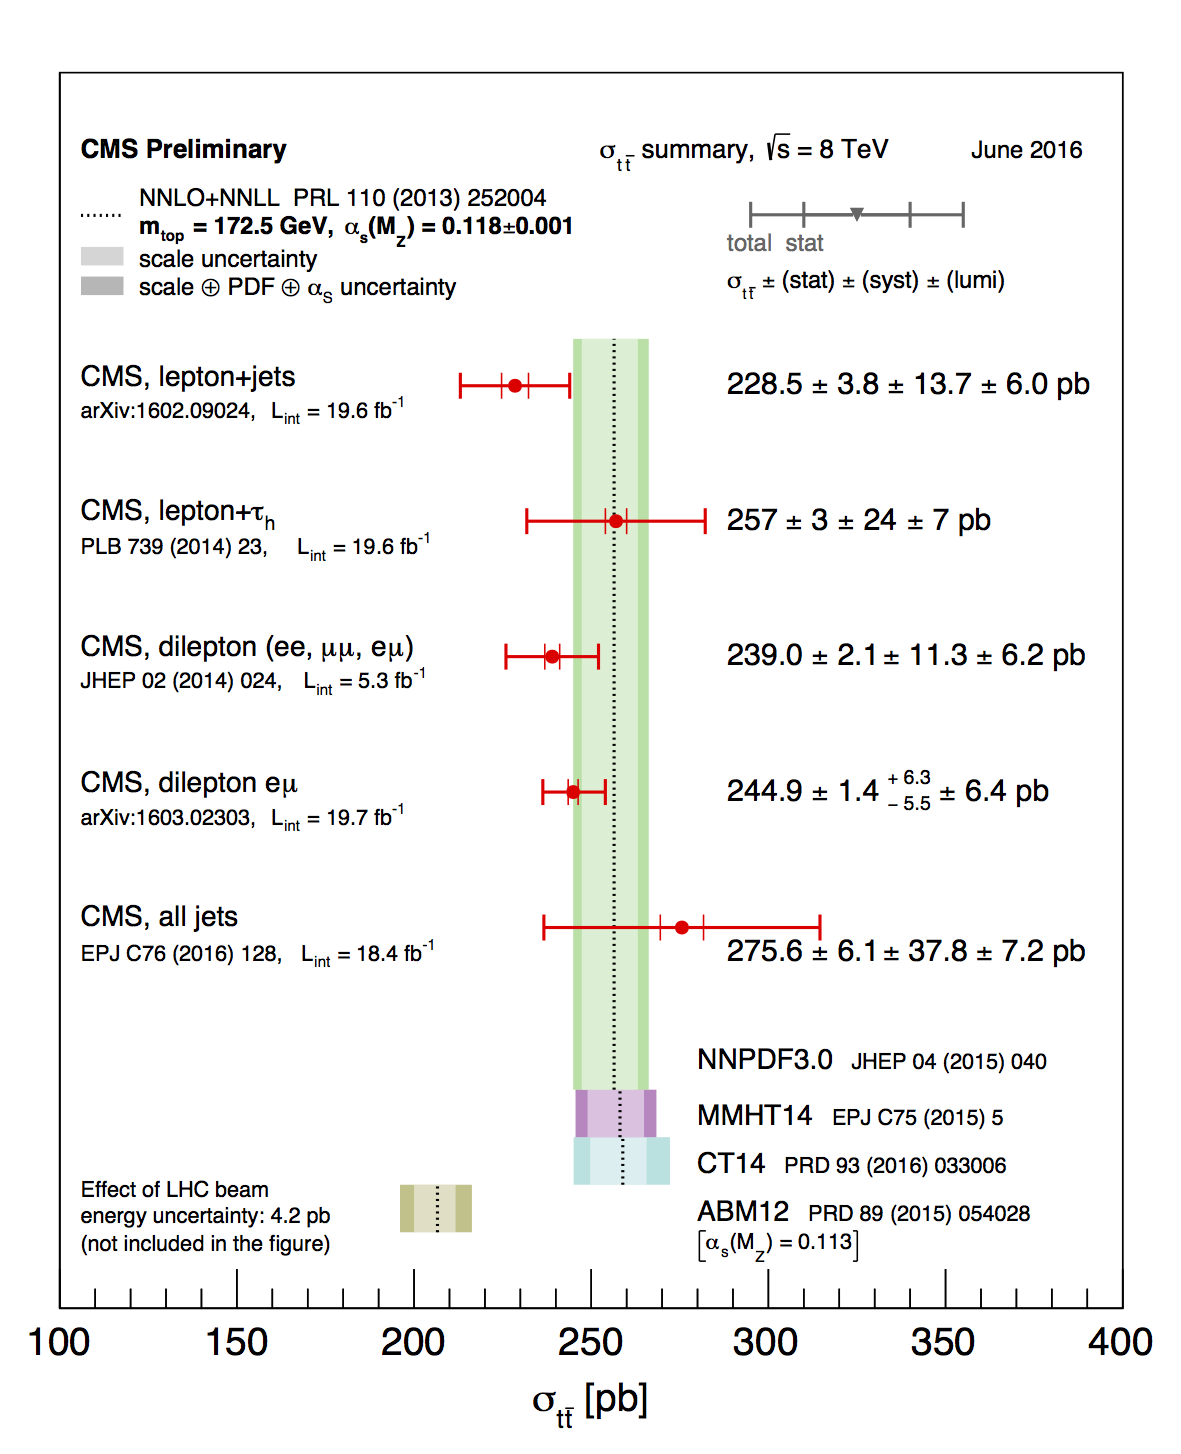 CMS Preliminary
σtt̄ summary, √s = 8 TeV
June 2016
NNLO+NNLL PRL 110 (2013) 252004
mtop = 172.5 GeV, αs(MZ) = 0.118±0.001
scale uncertainty
scale ⊕ PDF ⊕ αS uncertainty
total stat
σtt̄ ± (stat) ± (syst) ± (lumi)
CMS, lepton+jets
arXiv:1602.09024, Lint = 19.6 fb-1
228.5 ± 3.8 ± 13.7 ± 6.0 pb
CMS, lepton+τh
PLB 739 (2014) 23, Lint = 19.6 fb-1
257 ± 3 ± 24 ± 7 pb
CMS, dilepton (ee, μμ, eμ)
JHEP 02 (2014) 024, Lint = 5.3 fb-1
239.0 ± 2.1 ± 11.3 ± 6.2 pb
CMS, dilepton eμ
arXiv:1603.02303, Lint = 19.7 fb-1
244.9 ± 1.4 + 6.3 − 5.5 ± 6.4 pb
CMS, all jets
EPJ C76 (2016) 128, Lint = 18.4 fb-1
275.6 ± 6.1 ± 37.8 ± 7.2 pb
NNPDF3.0 JHEP 04 (2015) 040
MMHT14 EPJ C75 (2015) 5
CT14 PRD 93 (2016) 033006
ABM12 PRD 89 (2015) 054028
[αs(MZ) = 0.113]
Effect of LHC beam
energy uncertainty: 4.2 pb
(not included in the figure)
100 150 200 250 300 350 400
σtt̄ [pb]